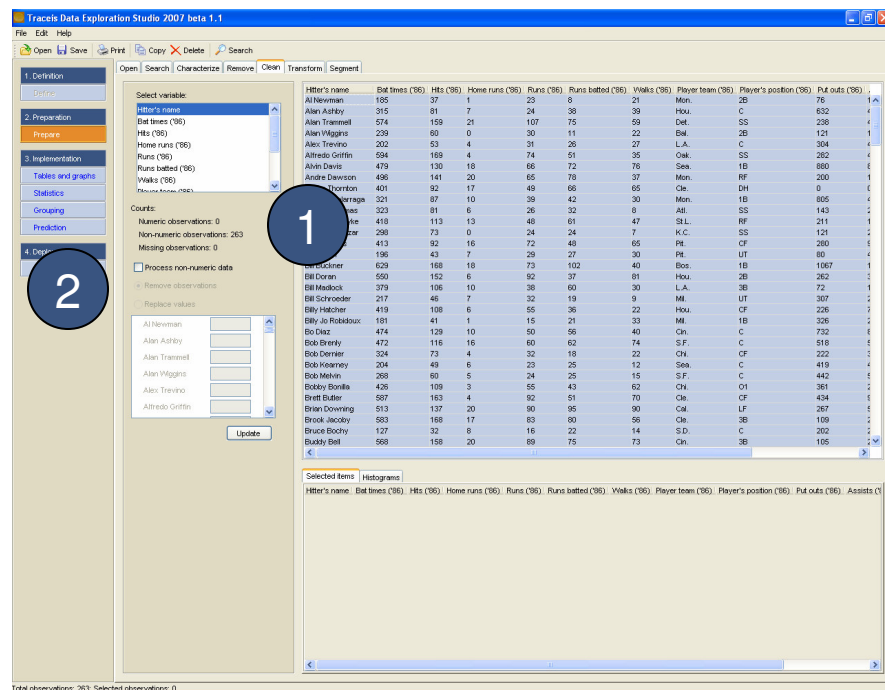 Traceis Data Exploration Studio 2007 beta 1.1
File Edit Help
Open Save Print Copy Delete Search
Open Search Characterize Remove Clean Transform Segment
1. Definition
Define
2. Preparation
Prepare
3. Implementation
Tables and graphs
Statistics
Grouping
Prediction
2
Select variable:
Hitter's name
Bat times ('86)
Hits ('86)
Home runs ('86)
Runs ('86)
Runs batted ('86)
Walks ('86)
Counts:
Numeric observations: 0
Non-numeric observations: 263
Missing observations: 0
Process non-numeric data
Remove observations
Replace values
Al Newman
Alan Ashby
Alan Trammell
Alan Wiggins
Alex Trevino
Alfredo Griffin
Update
1
Hitter's name Bat times ('86) Hits ('86) Home runs ('86) Runs ('86) Runs batted ('86) Walks ('86) Player team ('86) Player's position ('86) Put outs ('86)
Al Newman 185 37 1 23 8 21 Mon. 2B 76
Alan Ashby 315 81 7 24 38 39 Hou. C 632
Alan Trammell 574 159 21 107 75 59 Det. SS 238
Alan Wiggins 239 60 0 30 11 22 Bal. 2B 121
Alex Trevino 202 53 4 31 26 27 L.A. C 304
Alfredo Griffin 594 169 4 74 51 35 Oak. SS 282
Alvin Davis 479 130 18 66 72 76 Sea. 1B 880
Andre Dawson 496 141 20 65 78 37 Mon. RF 200
Thornton 401 92 17 49 66 65 Cle. DH 0
321 87 10 39 42 30 Mon. 1B 805
323 81 6 26 32 8 Atl. SS 143
418 113 13 48 61 47 St.L. RF 211
298 73 0 24 24 7 K.C. SS 121
413 92 16 72 48 65 Pit. CF 280
196 43 7 29 27 30 Pit. UT 80
Bill Buckner 629 168 18 73 102 40 Bos. 1B 1067
Bill Doran 550 152 6 92 37 81 Hou. 2B 262
Bill Madlock 379 106 10 38 60 30 L.A. 3B 72
Bill Schroeder 217 46 7 32 19 9 Mil. UT 307
Billy Hatcher 419 108 6 55 36 22 Hou. CF 226
Billy Jo Robidoux 181 41 1 15 21 33 Mil. 1B 326
Bo Diaz 474 129 10 50 56 40 Cin. C 732
Bob Brenly 472 116 16 60 62 74 S.F. C 518
Bob Dernier 324 73 4 32 18 22 Chi. CF 222
Bob Kearney 204 49 6 23 25 12 Sea. C 419
Bob Melvin 268 60 5 24 25 15 S.F. C 442
Bobby Bonilla 426 109 3 55 43 62 Chi. O1 361
Brett Butler 587 163 4 92 51 70 Cle. CF 434
Brian Downing 513 137 20 90 95 90 Cal. LF 267
Brook Jacoby 583 168 17 83 80 56 Cle. 3B 109
Bruce Bochy 127 32 8 16 22 14 S.D. C 202
Buddy Bell 568 158 20 89 75 73 Cin. 3B 105
Selected items Histograms
Hitter's name Bat times ('86) Hits ('86) Home runs ('86) Runs ('86) Runs batted ('86) Walks ('86) Player team ('86) Player's position ('86) Put outs ('86) Assists
Total observations: 263; Selected observations: 0